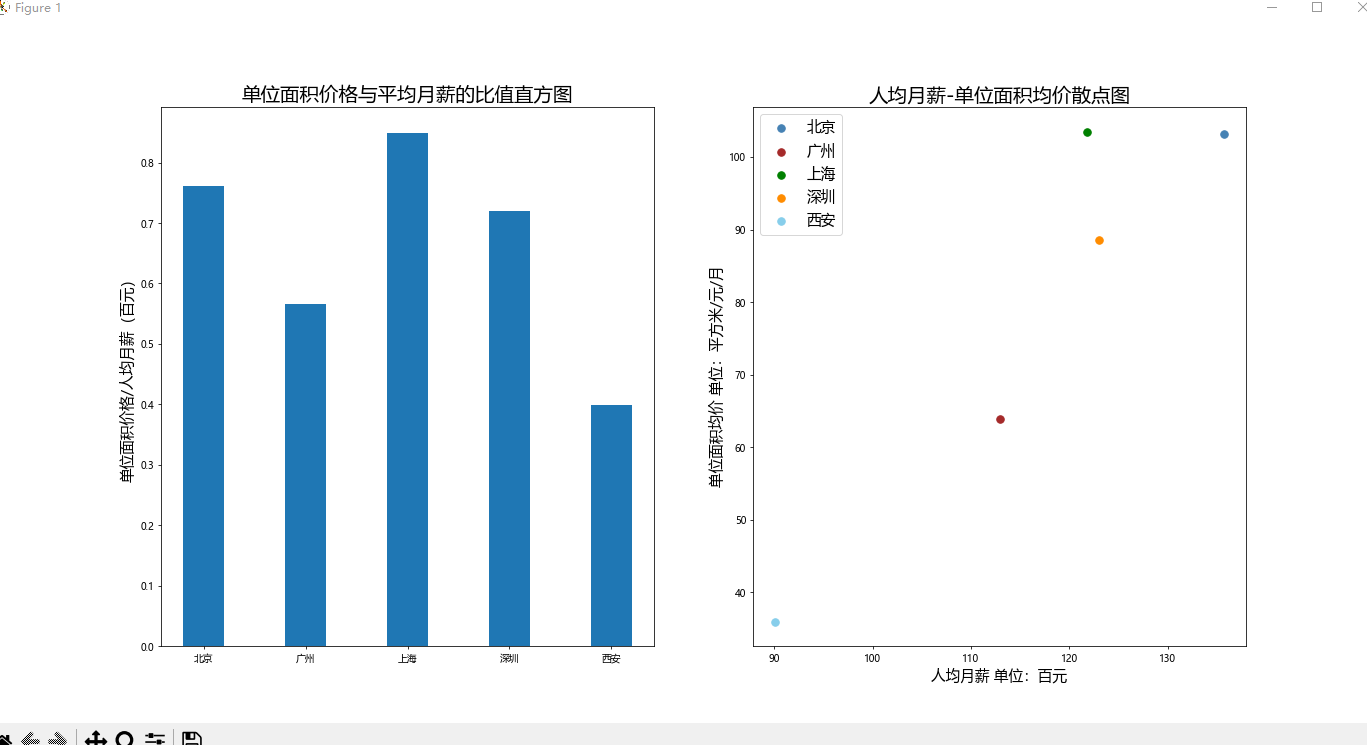 Figure 1
单位面积价格与平均月薪的比值直方图
单位面积价格/人均月薪（百元）
0.8
0.7
0.6
0.5
0.4
0.3
0.2
0.1
0.0
北京
广州
上海
深圳
西安
人均月薪-单位面积均价散点图
北京
广州
上海
深圳
西安
单位面积均价 单位：平方米/元/月
100
90
80
70
60
50
40
90
100
110
120
130
人均月薪 单位：百元